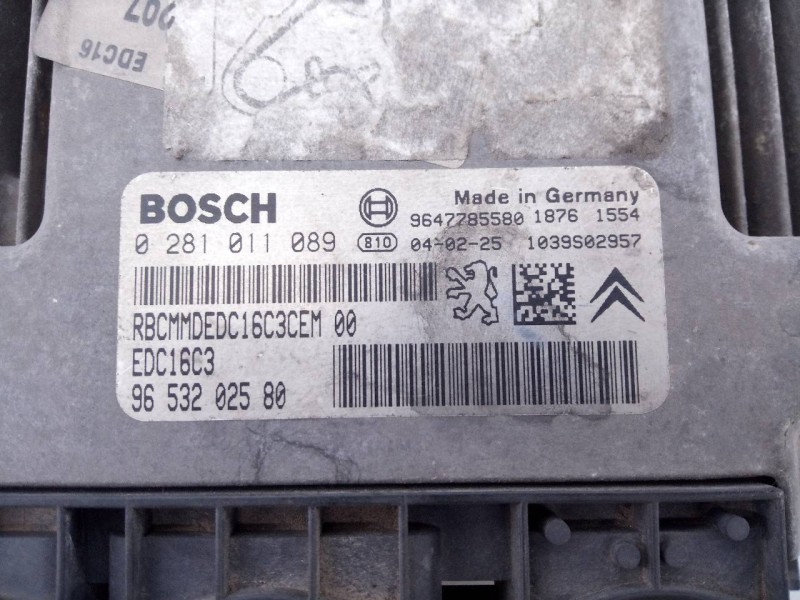 207
EDC16
BOSCH
Made in Germany
9647785580 1876 1554
0 281 011 089 810 04-02-25 1039S02957
RBCMMDEDC16C3CEM 00
EDC16C3
96 532 025 80